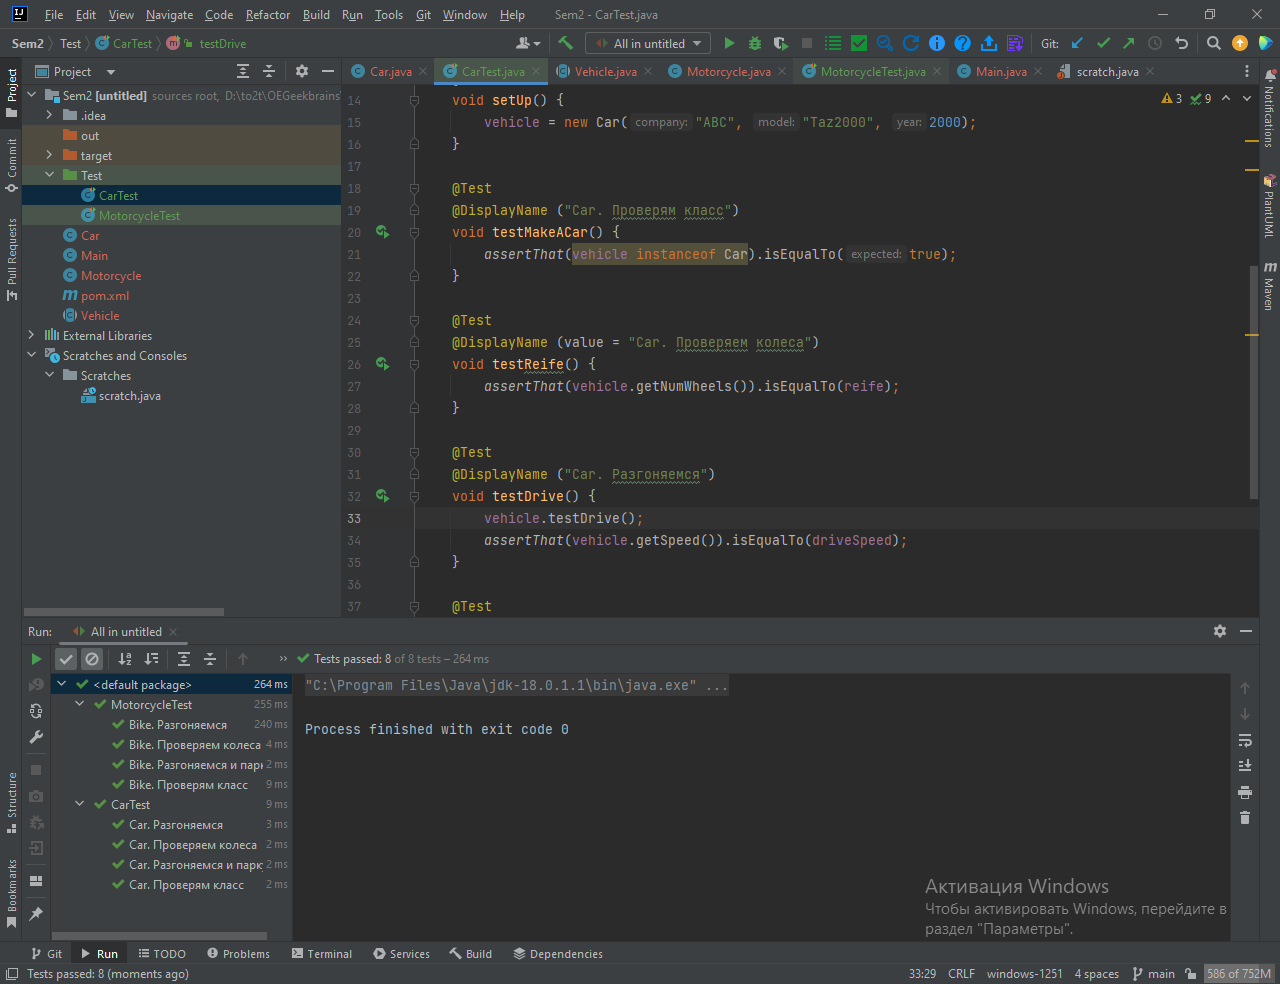 File Edit View Navigate Code Refactor Build Run Tools Git Window Help Sem2 - CarTest.java
Sem2 Test CarTest testDrive All in untitled Git:
Project
Car.java CarTest.java Vehicle.java Motorcycle.java MotorcycleTest.java Main.java scratch.java
Sem2 [untitled] sources root, D:\to2t\OEGeekbrains
.idea
out
target
Test
CarTest
MotorcycleTest
Car
Main
Motorcycle
pom.xml
Vehicle
External Libraries
Scratches and Consoles
Scratches
scratch.java
Project
Commit
Pull Requests
Structure
Bookmarks
Notifications
PlantUML
Maven
3 9
14 void setUp() {
15 vehicle = new Car( company: "ABC", model: "Taz2000", year: 2000);
16 }
17
18 @Test
19 @DisplayName ("Car. Проверям класс")
20 void testMakeACar() {
21 assertThat(vehicle instanceof Car).isEqualTo( expected: true);
22 }
23
24 @Test
25 @DisplayName (value = "Car. Проверяем колеса")
26 void testReife() {
27 assertThat(vehicle.getNumWheels()).isEqualTo(reife);
28 }
29
30 @Test
31 @DisplayName ("Car. Разгоняемся")
32 void testDrive() {
33 vehicle.testDrive();
34 assertThat(vehicle.getSpeed()).isEqualTo(driveSpeed);
35 }
36
37 @Test
Run: All in untitled
Tests passed: 8 of 8 tests – 264 ms
<default package> 264 ms
MotorcycleTest 255 ms
Bike. Разгоняемся 240 ms
Bike. Проверяем колеса 4 ms
Bike. Разгоняемся и пар 2 ms
Bike. Проверям класс 9 ms
CarTest 9 ms
Car. Разгоняемся 3 ms
Car. Проверяем колеса 2 ms
Car. Разгоняемся и парк 2 ms
Car. Проверям класс 2 ms
"C:\Program Files\Java\jdk-18.0.1.1\bin\java.exe" ...
Process finished with exit code 0
Активация Windows
Чтобы активировать Windows, перейдите в
раздел "Параметры".
Git Run TODO Problems Terminal Services Build Dependencies
Tests passed: 8 (moments ago) 33:29 CRLF windows-1251 4 spaces main 586 of 752M